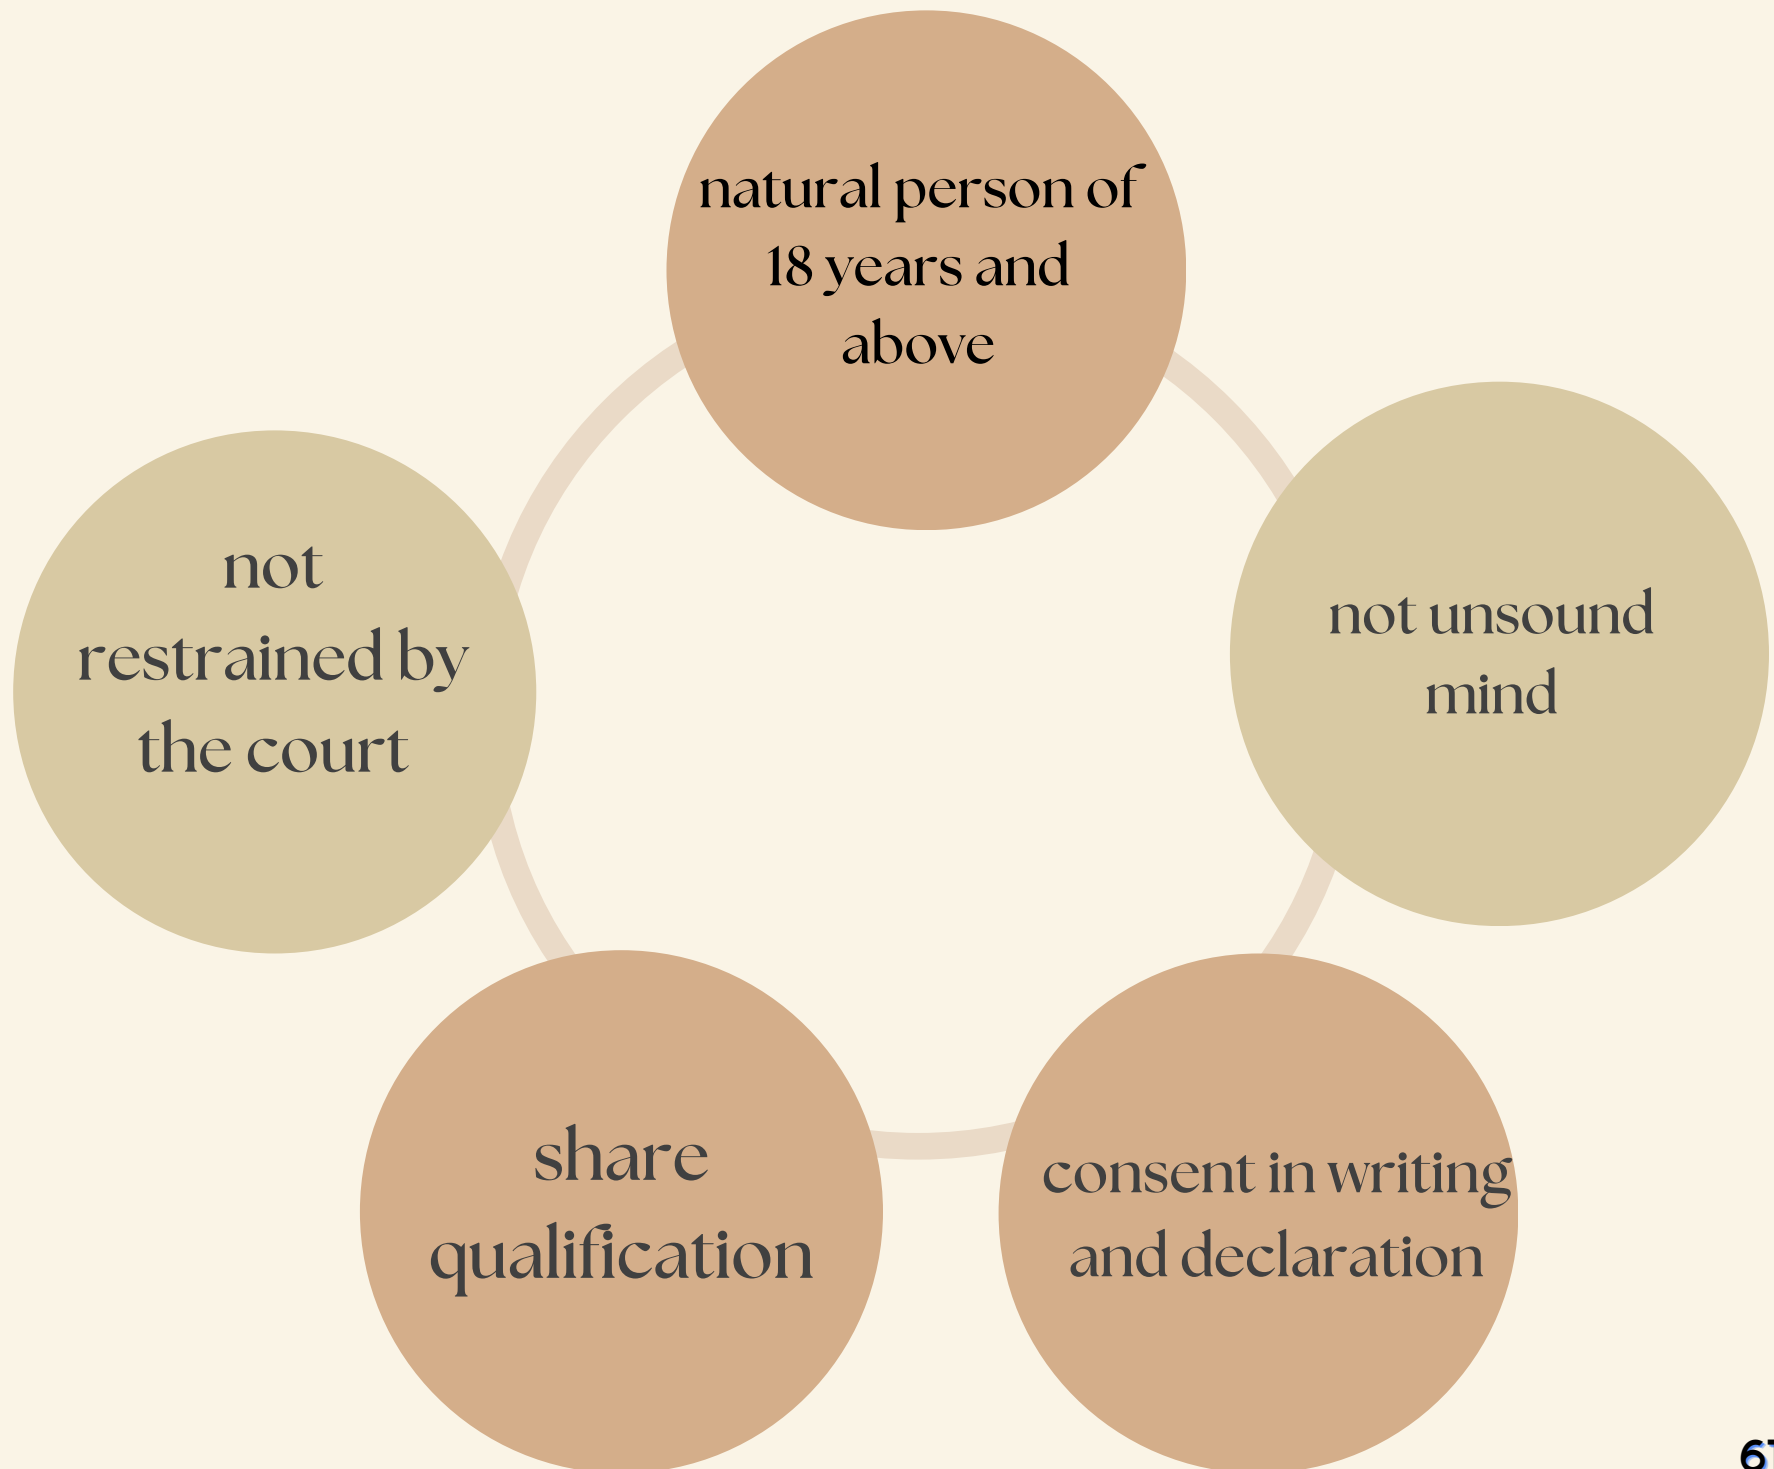 natural person of
18 years and
above
not unsound
mind
consent in writing
and declaration
share
qualification
not
restrained by
the court